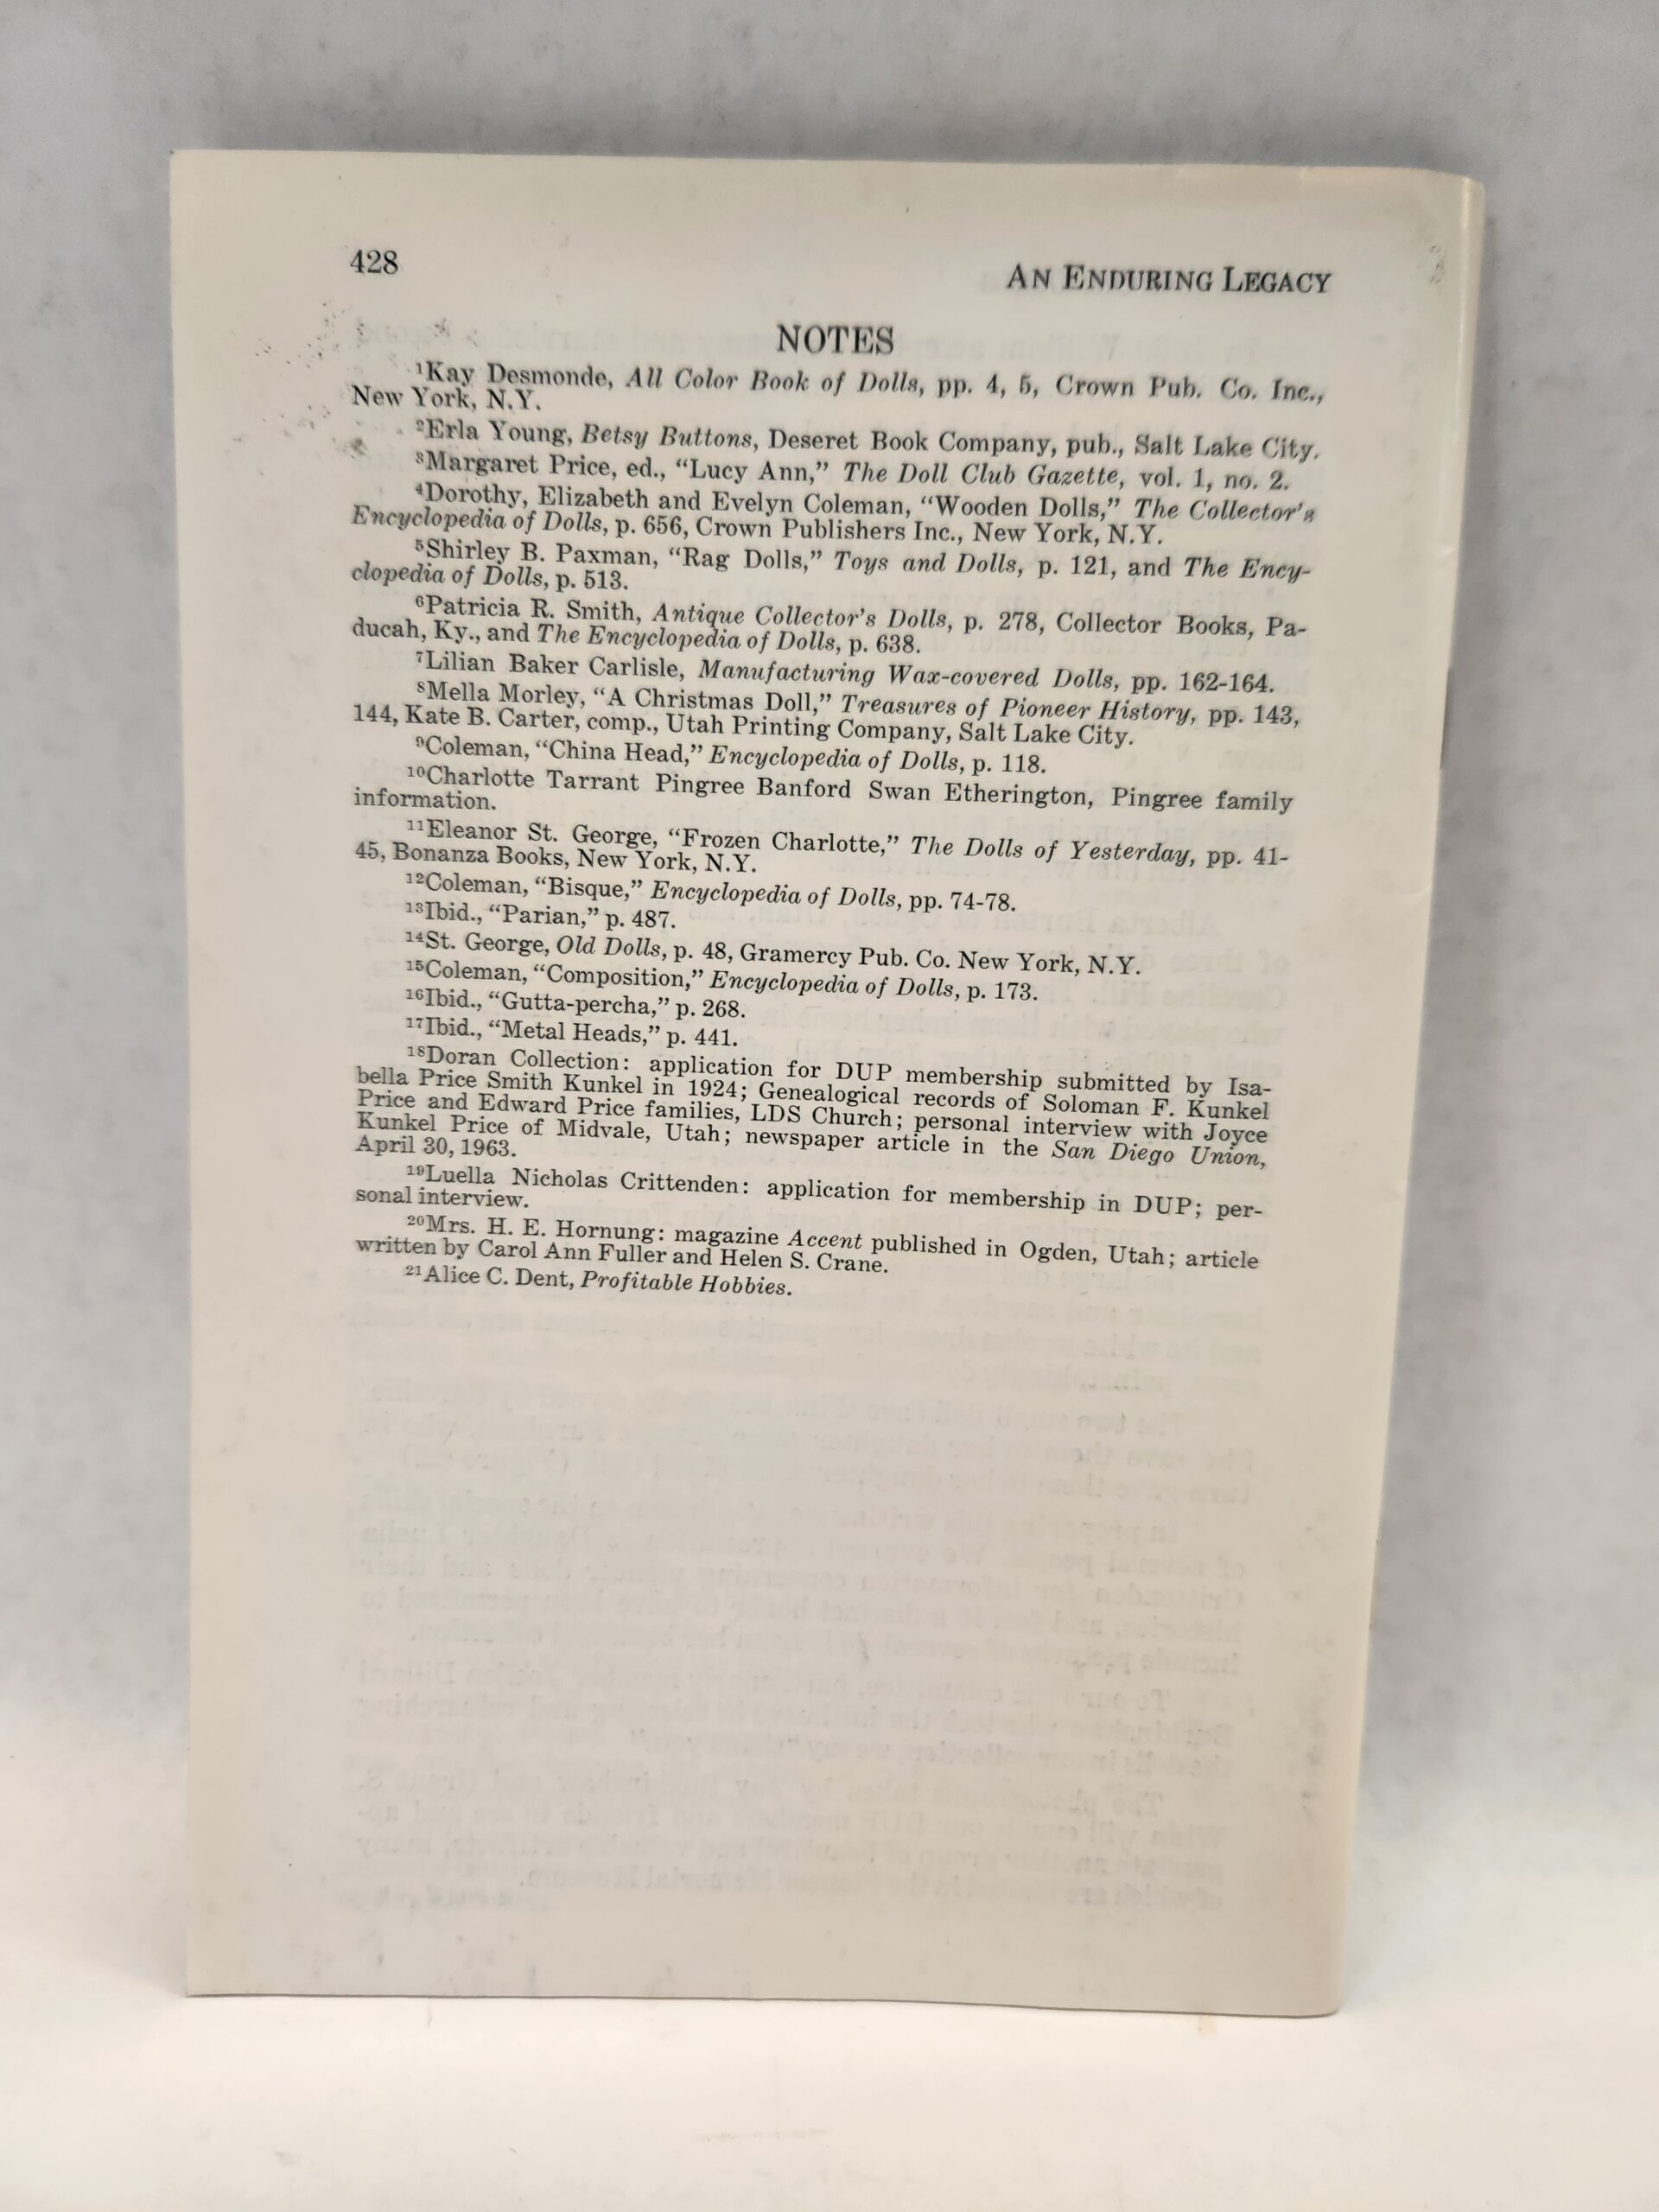 428
AN ENDURING LEGACY
NOTES
¹Kay Desmonde, All Color Book of Dolls, pp. 4, 5, Crown Pub. Co. Inc.,
New York, N.Y.
²Erla Young, Betsy Buttons, Deseret Book Company, pub., Salt Lake City.
³Margaret Price, ed., “Lucy Ann,” The Doll Club Gazette, vol. 1, no. 2.
⁴Dorothy, Elizabeth and Evelyn Coleman, “Wooden Dolls,” The Collector's
Encyclopedia of Dolls, p. 656, Crown Publishers Inc., New York, N.Y.
⁵Shirley B. Paxman, “Rag Dolls,” Toys and Dolls, p. 121, and The Ency-
clopedia of Dolls, p. 513.
⁶Patricia R. Smith, Antique Collector's Dolls, p. 278, Collector Books, Pa-
ducah, Ky., and The Encyclopedia of Dolls, p. 638.
⁷Lilian Baker Carlisle, Manufacturing Wax-covered Dolls, pp. 162-164.
⁸Mella Morley, “A Christmas Doll,” Treasures of Pioneer History, pp. 143,
144, Kate B. Carter, comp., Utah Printing Company, Salt Lake City.
⁹Coleman, “China Head,” Encyclopedia of Dolls, p. 118.
¹⁰Charlotte Tarrant Pingree Banford Swan Etherington, Pingree family
information.
¹¹Eleanor St. George, “Frozen Charlotte,” The Dolls of Yesterday, pp. 41-
45, Bonanza Books, New York, N.Y.
¹²Coleman, “Bisque,” Encyclopedia of Dolls, pp. 74-78.
¹³Ibid., “Parian,” p. 487.
¹⁴St. George, Old Dolls, p. 48, Gramercy Pub. Co. New York, N.Y.
¹⁵Coleman, “Composition,” Encyclopedia of Dolls, p. 173.
¹⁶Ibid., “Gutta-percha,” p. 268.
¹⁷Ibid., “Metal Heads,” p. 441.
¹⁸Doran Collection: application for DUP membership submitted by Isa-
bella Price Smith Kunkel in 1924; Genealogical records of Soloman F. Kunkel
Price and Edward Price families, LDS Church; personal interview with Joyce
Kunkel Price of Midvale, Utah; newspaper article in the San Diego Union,
April 30, 1963.
¹⁹Luella Nicholas Crittenden: application for membership in DUP; per-
sonal interview.
²⁰Mrs. H. E. Hornung: magazine Accent published in Ogden, Utah; article
written by Carol Ann Fuller and Helen S. Crane.
²¹Alice C. Dent, Profitable Hobbies.